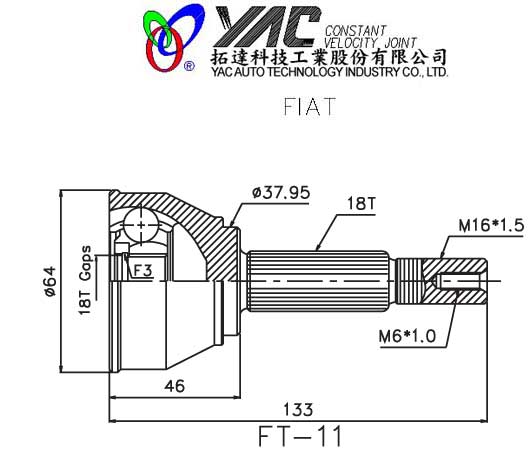 YAC CONSTANT
VELOCITY JOINT
®
拓達科技工業股份有限公司
YAC AUTO TECHNOLOGY INDUSTRY CO., LTD.
FIAT
ø37.95
18T
M16*1.5
ø64
18T Gaps
F3
M6*1.0
46
133
FT-11